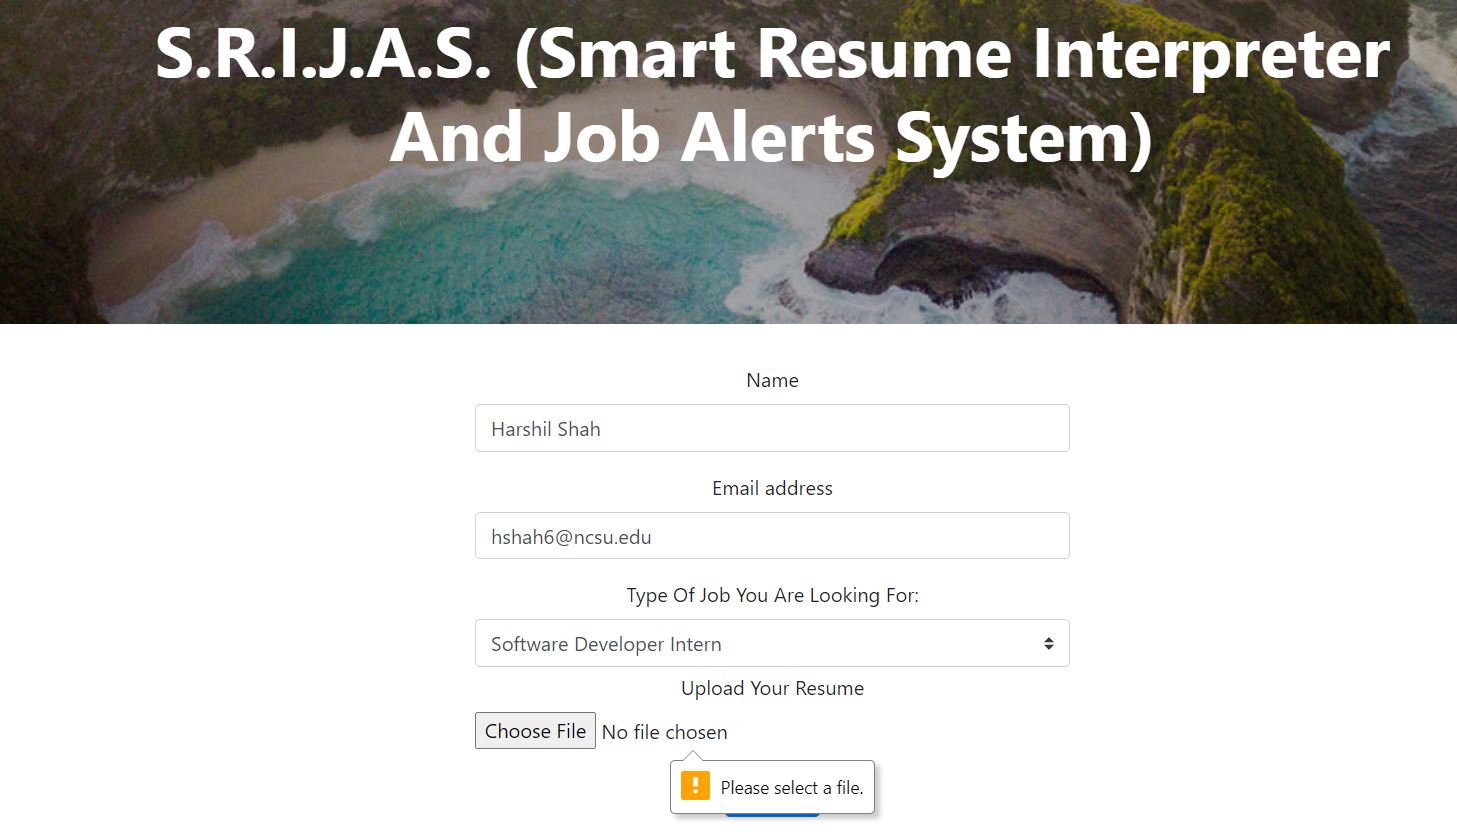 S.R.I.J.A.S. (Smart Resume Interpreter
And Job Alerts System)
Name
Harshil Shah
Email address
hshah6@ncsu.edu
Type Of Job You Are Looking For:
Software Developer Intern
Upload Your Resume
Choose File No file chosen
Please select a file.